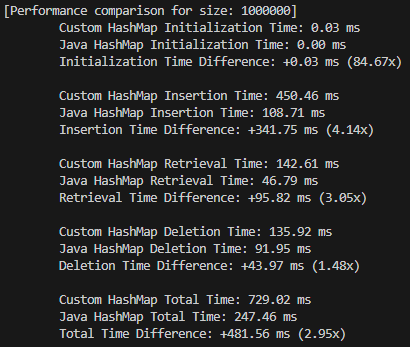 [Performance comparison for size: 1000000]
Custom HashMap Initialization Time: 0.03 ms
Java HashMap Initialization Time: 0.00 ms
Initialization Time Difference: +0.03 ms (84.67x)
Custom HashMap Insertion Time: 450.46 ms
Java HashMap Insertion Time: 108.71 ms
Insertion Time Difference: +341.75 ms (4.14x)
Custom HashMap Retrieval Time: 142.61 ms
Java HashMap Retrieval Time: 46.79 ms
Retrieval Time Difference: +95.82 ms (3.05x)
Custom HashMap Deletion Time: 135.92 ms
Java HashMap Deletion Time: 91.95 ms
Deletion Time Difference: +43.97 ms (1.48x)
Custom HashMap Total Time: 729.02 ms
Java HashMap Total Time: 247.46 ms
Total Time Difference: +481.56 ms (2.95x)